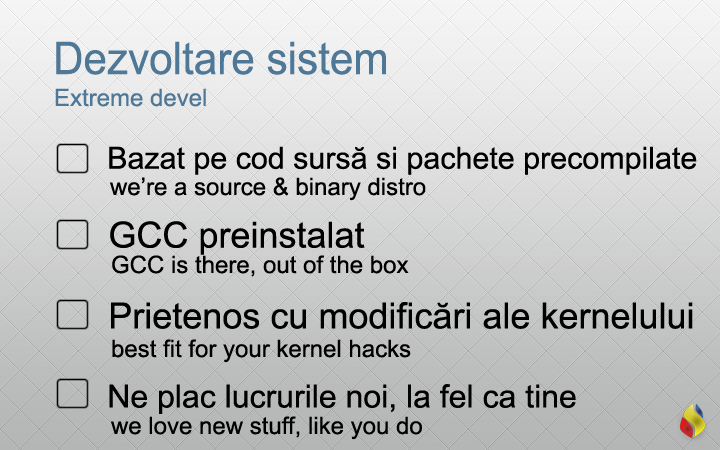 Dezvoltare sistem
Extreme devel
Bazat pe cod sursă si pachete precompilate
we’re a source & binary distro
GCC preinstalat
GCC is there, out of the box
Prietenos cu modificări ale kernelului
best fit for your kernel hacks
Ne plac lucrurile noi, la fel ca tine
we love new stuff, like you do